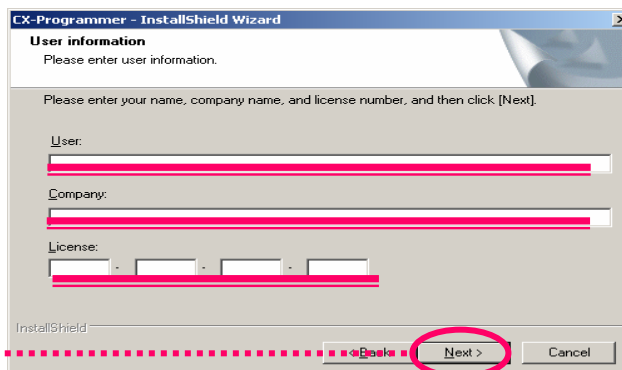 CX-Programmer - InstallShield Wizard
User information
Please enter user information.
Please enter your name, company name, and license number, and then click [Next].
User:
Company:
License:
- - -
InstallShield
< Back Next > Cancel